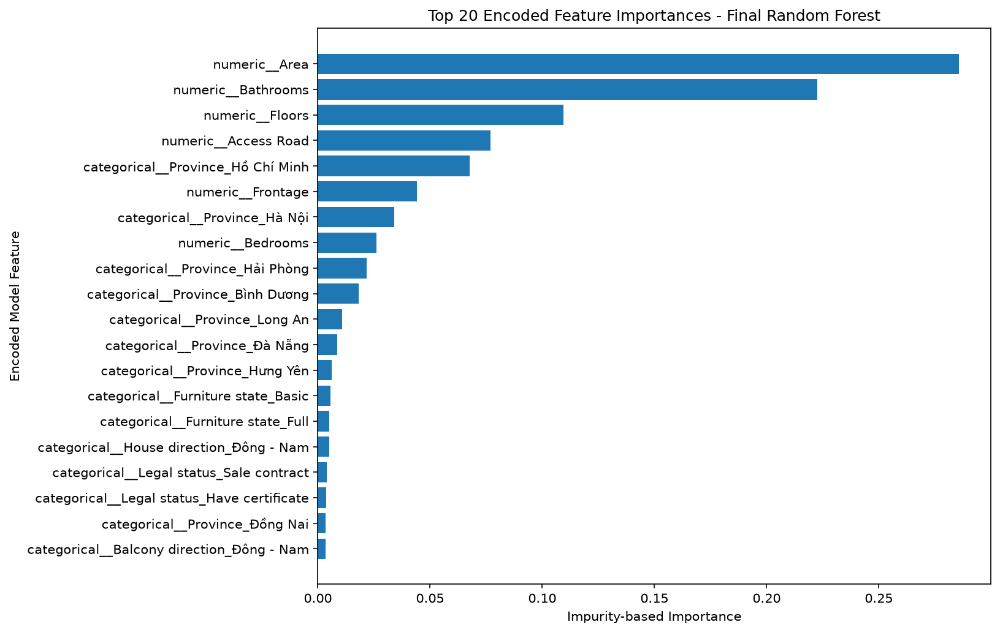 Top 20 Encoded Feature Importances - Final Random Forest
Encoded Model Feature
numeric__Area
numeric__Bathrooms
numeric__Floors
numeric__Access Road
categorical__Province_Hồ Chí Minh
numeric__Frontage
categorical__Province_Hà Nội
numeric__Bedrooms
categorical__Province_Hải Phòng
categorical__Province_Bình Dương
categorical__Province_Long An
categorical__Province_Đà Nẵng
categorical__Province_Hưng Yên
categorical__Furniture state_Basic
categorical__Furniture state_Full
categorical__House direction_Đông - Nam
categorical__Legal status_Sale contract
categorical__Legal status_Have certificate
categorical__Province_Đồng Nai
categorical__Balcony direction_Đông - Nam
0.00 0.05 0.10 0.15 0.20 0.25
Impurity-based Importance